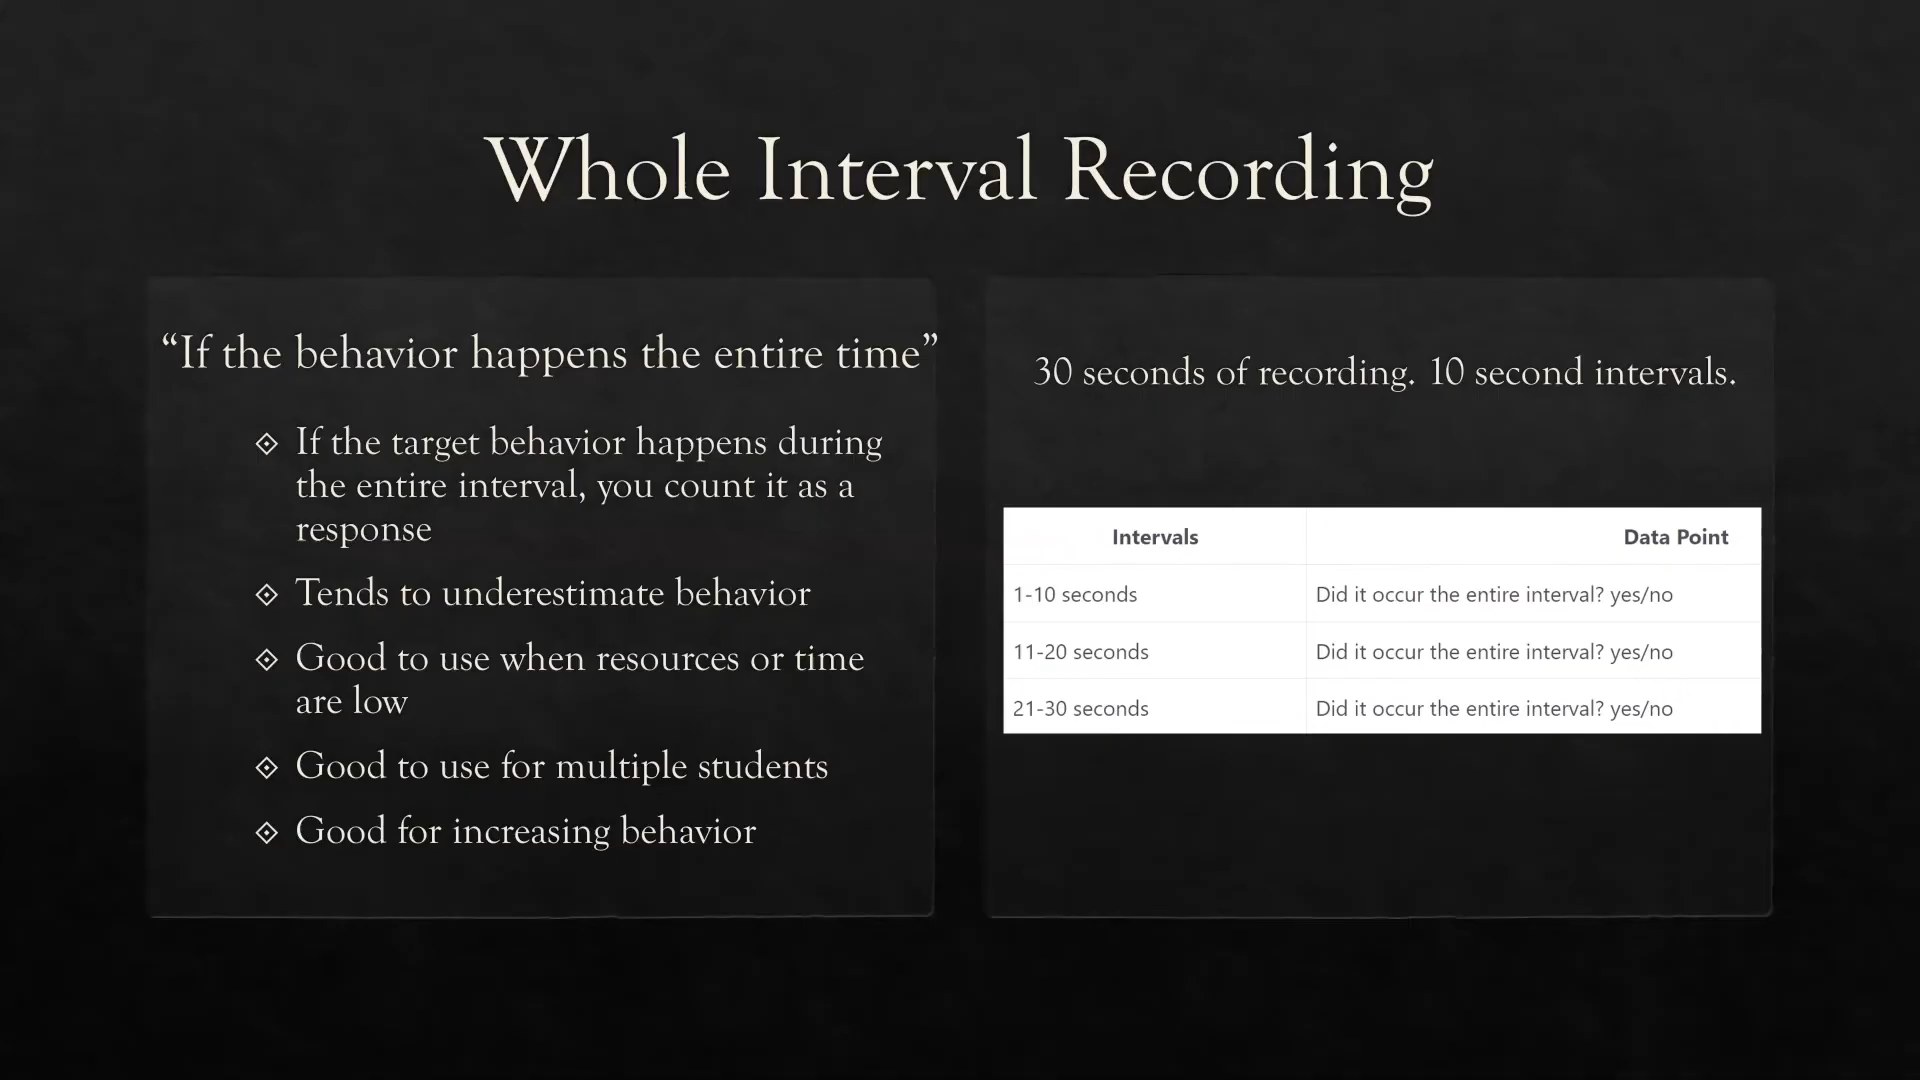 Whole Interval Recording
“If the behavior happens the entire time”
If the target behavior happens during
the entire interval, you count it as a
response
Tends to underestimate behavior
Good to use when resources or time
are low
Good to use for multiple students
Good for increasing behavior
30 seconds of recording. 10 second intervals.
Intervals Data Point
1-10 seconds Did it occur the entire interval? yes/no
11-20 seconds Did it occur the entire interval? yes/no
21-30 seconds Did it occur the entire interval? yes/no